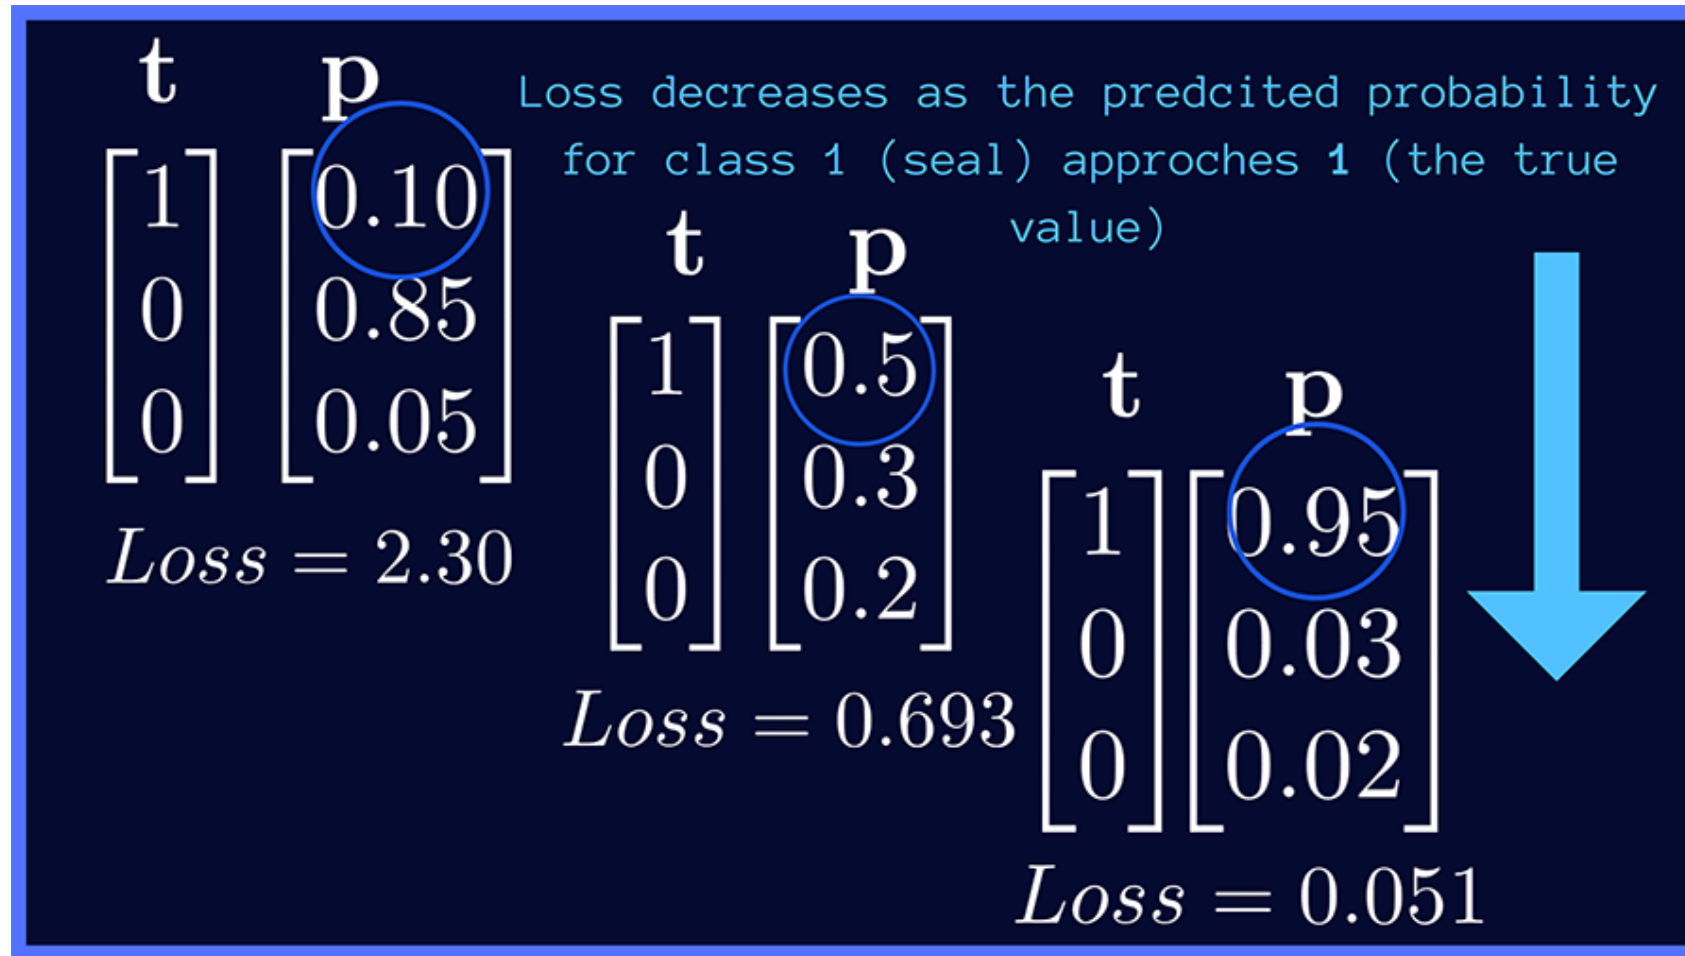 Loss decreases as the predcited probability
for class 1 (seal) approches 1 (the true
value)
t p
1 0.10
0 0.85
0 0.05
Loss = 2.30
t p
1 0.5
0 0.3
0 0.2
Loss = 0.693
t p
1 0.95
0 0.03
0 0.02
Loss = 0.051